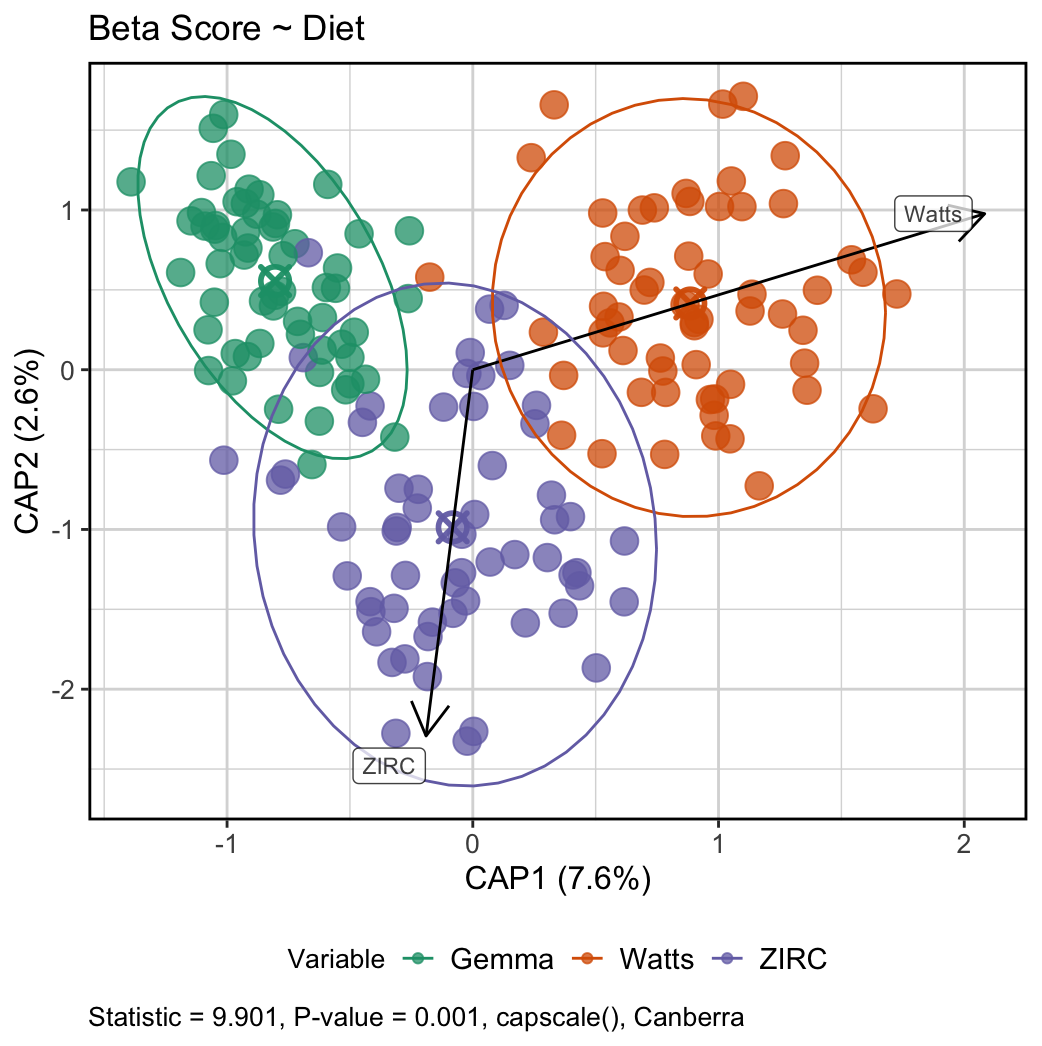 Beta Score ~ Diet
Watts
1
0
-1
-2
CAP2 (2.6%)
ZIRC
-1 0 1 2
CAP1 (7.6%)
Variable Gemma Watts ZIRC
Statistic = 9.901, P-value = 0.001, capscale(), Canberra